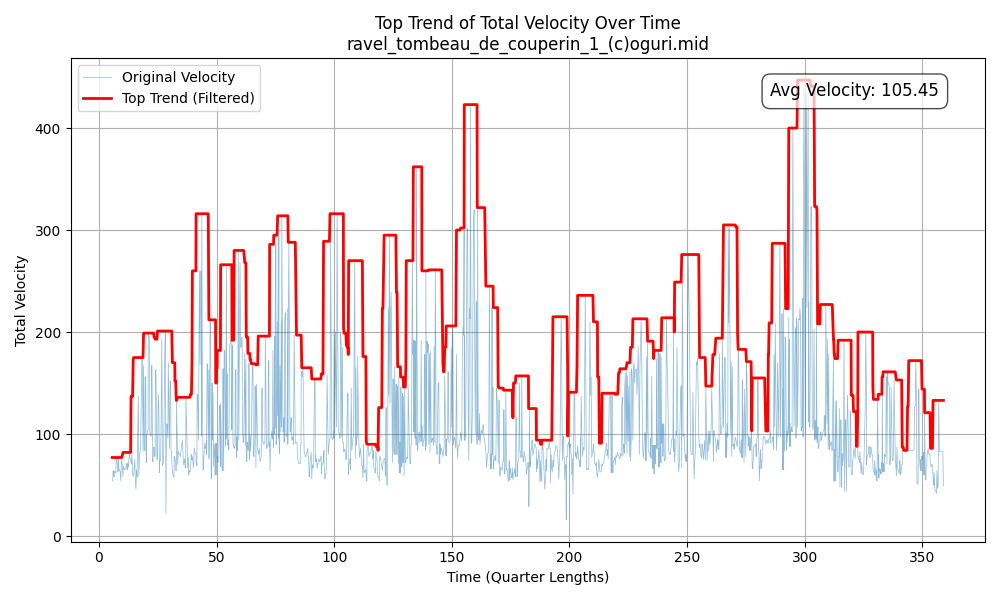 Top Trend of Total Velocity Over Time
ravel_tombeau_de_couperin_1_(c)oguri.mid
Original Velocity
Top Trend (Filtered)
Avg Velocity: 105.45
Total Velocity
400
300
200
100
0
0 50 100 150 200 250 300 350
Time (Quarter Lengths)